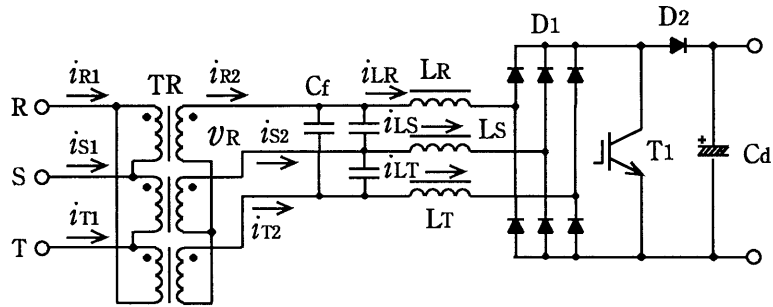 D1
D2
iR1
TR
iR2
Cf
iLR
LR
R
iS1
vR
iS2
iLS
LS
S
iLT
T1
Cd
+
iT1
iT2
LT
T